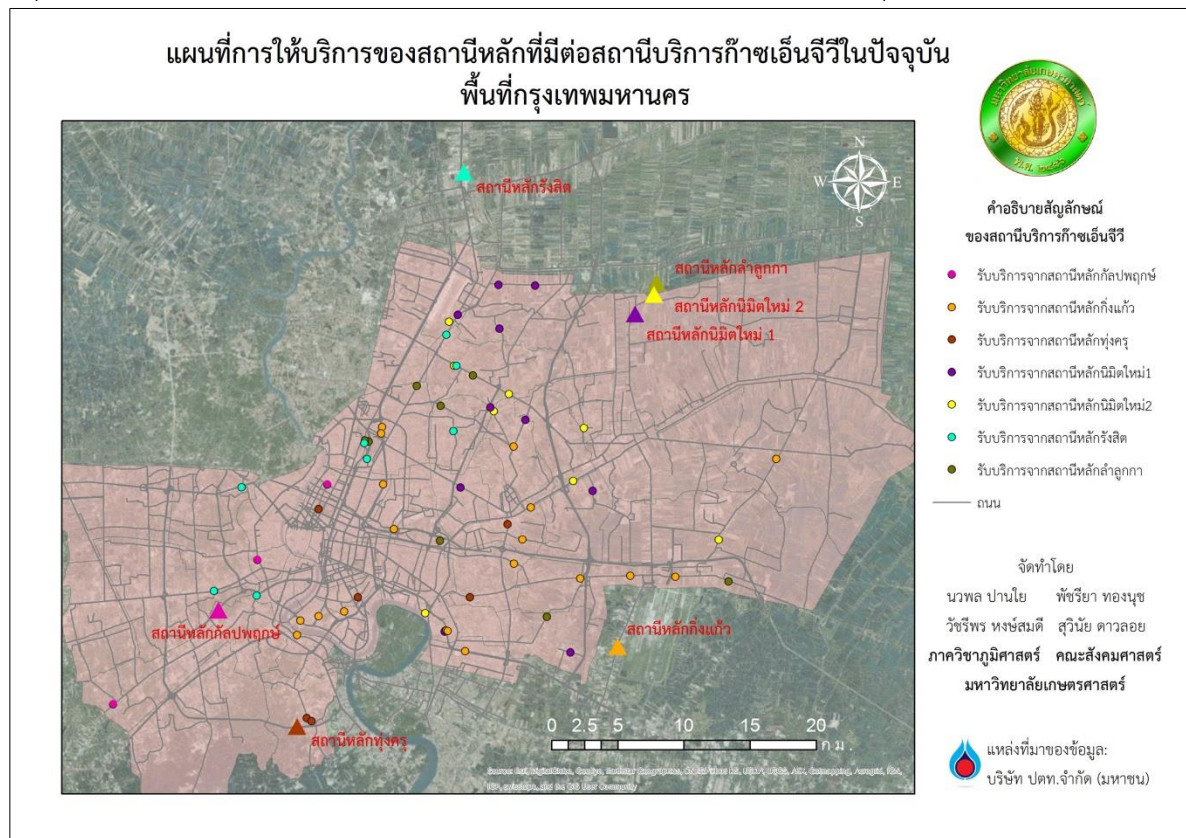 แผนที่การให้บริการของสถานีหลักที่มีต่อสถานีบริการก๊าซเอ็นจีวีในปัจจุบัน
พื้นที่กรุงเทพมหานคร
มหาวิทยาลัยเกษตรศาสตร์
พ.ศ. ๒๔๘๖
N
W E
S
สถานีหลักรังสิต
สถานีหลักลำลูกกา
สถานีหลักนิมิตใหม่ 2
สถานีหลักนิมิตใหม่ 1
สถานีหลักกัลปพฤกษ์
สถานีหลักกิ่งแก้ว
สถานีหลักทุ่งครุ
0 2.5 5 10 15 20
กม.
คำอธิบายสัญลักษณ์
ของสถานีบริการก๊าซเอ็นจีวี
รับบริการจากสถานีหลักกัลปพฤกษ์
รับบริการจากสถานีหลักกิ่งแก้ว
รับบริการจากสถานีหลักทุ่งครุ
รับบริการจากสถานีหลักนิมิตใหม่1
รับบริการจากสถานีหลักนิมิตใหม่2
รับบริการจากสถานีหลักรังสิต
รับบริการจากสถานีหลักลำลูกกา
ถนน
จัดทำโดย
นวพล ปานใย พัชรียา ทองนุช
วัชรีพร หงษ์สมดี สุวินัย ดาวลอย
ภาควิชาภูมิศาสตร์ คณะสังคมศาสตร์
มหาวิทยาลัยเกษตรศาสตร์
แหล่งที่มาของข้อมูล:
บริษัท ปตท.จำกัด (มหาชน)